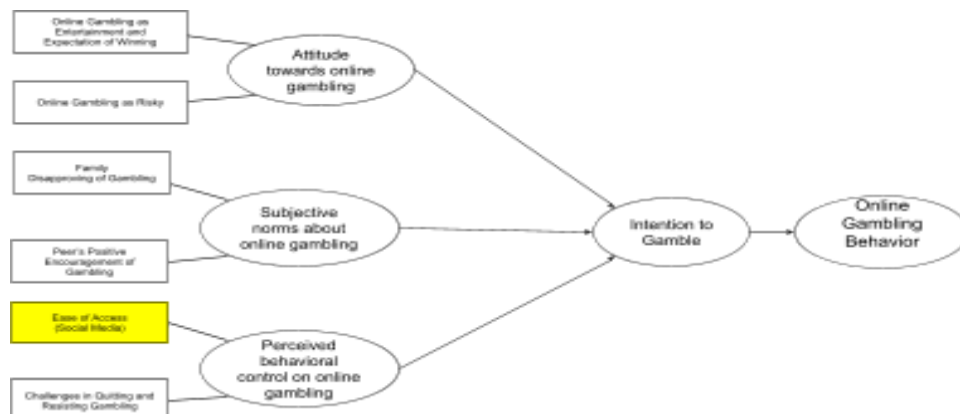 Online Gambling as
Entertainment and
Expectation of Winning
Online Gambling as Risky
Attitude
towards online
gambling
Family
Disapproving of Gambling
Peer's Positive
Encouragement of
Gambling
Subjective
norms about
online gambling
Ease of Access
(Social Media)
Challenges in Quitting and
Resisting Gambling
Perceived
behavioral
control on online
gambling
Intention to
Gamble
Online
Gambling
Behavior